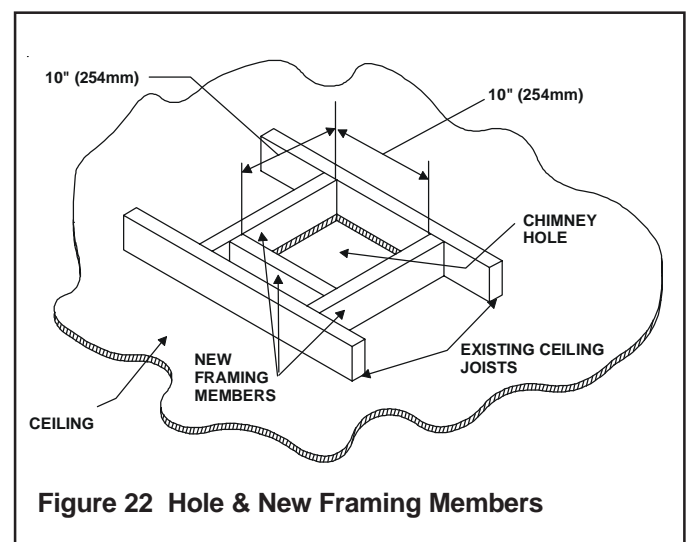 10" (254mm)
10" (254mm)
CHIMNEY
HOLE
NEW
FRAMING
MEMBERS
EXISTING CEILING
JOISTS
CEILING
Figure 22 Hole & New Framing Members